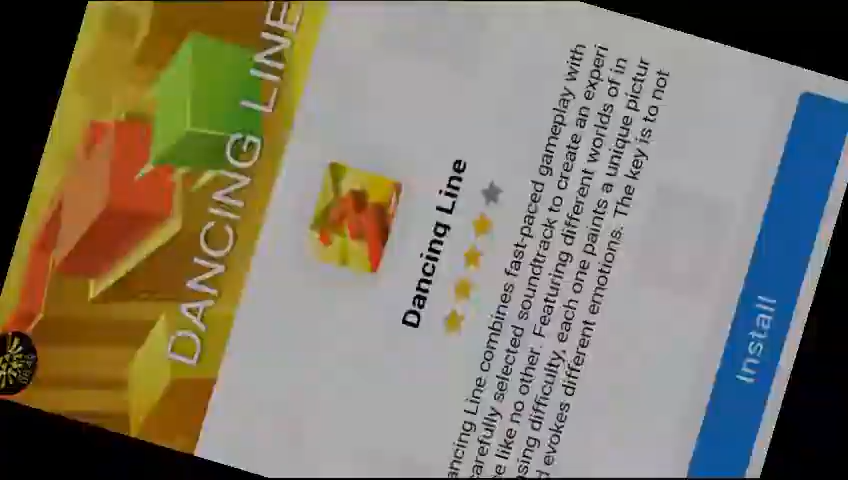 DANCING LINE
Dancing Line
ancing Line combines fast-paced gameplay with
carefully selected soundtrack to create an experi
e like no other. Featuring different worlds of in
sing difficulty, each one paints a unique pictur
d evokes different emotions. The key is to not
Install